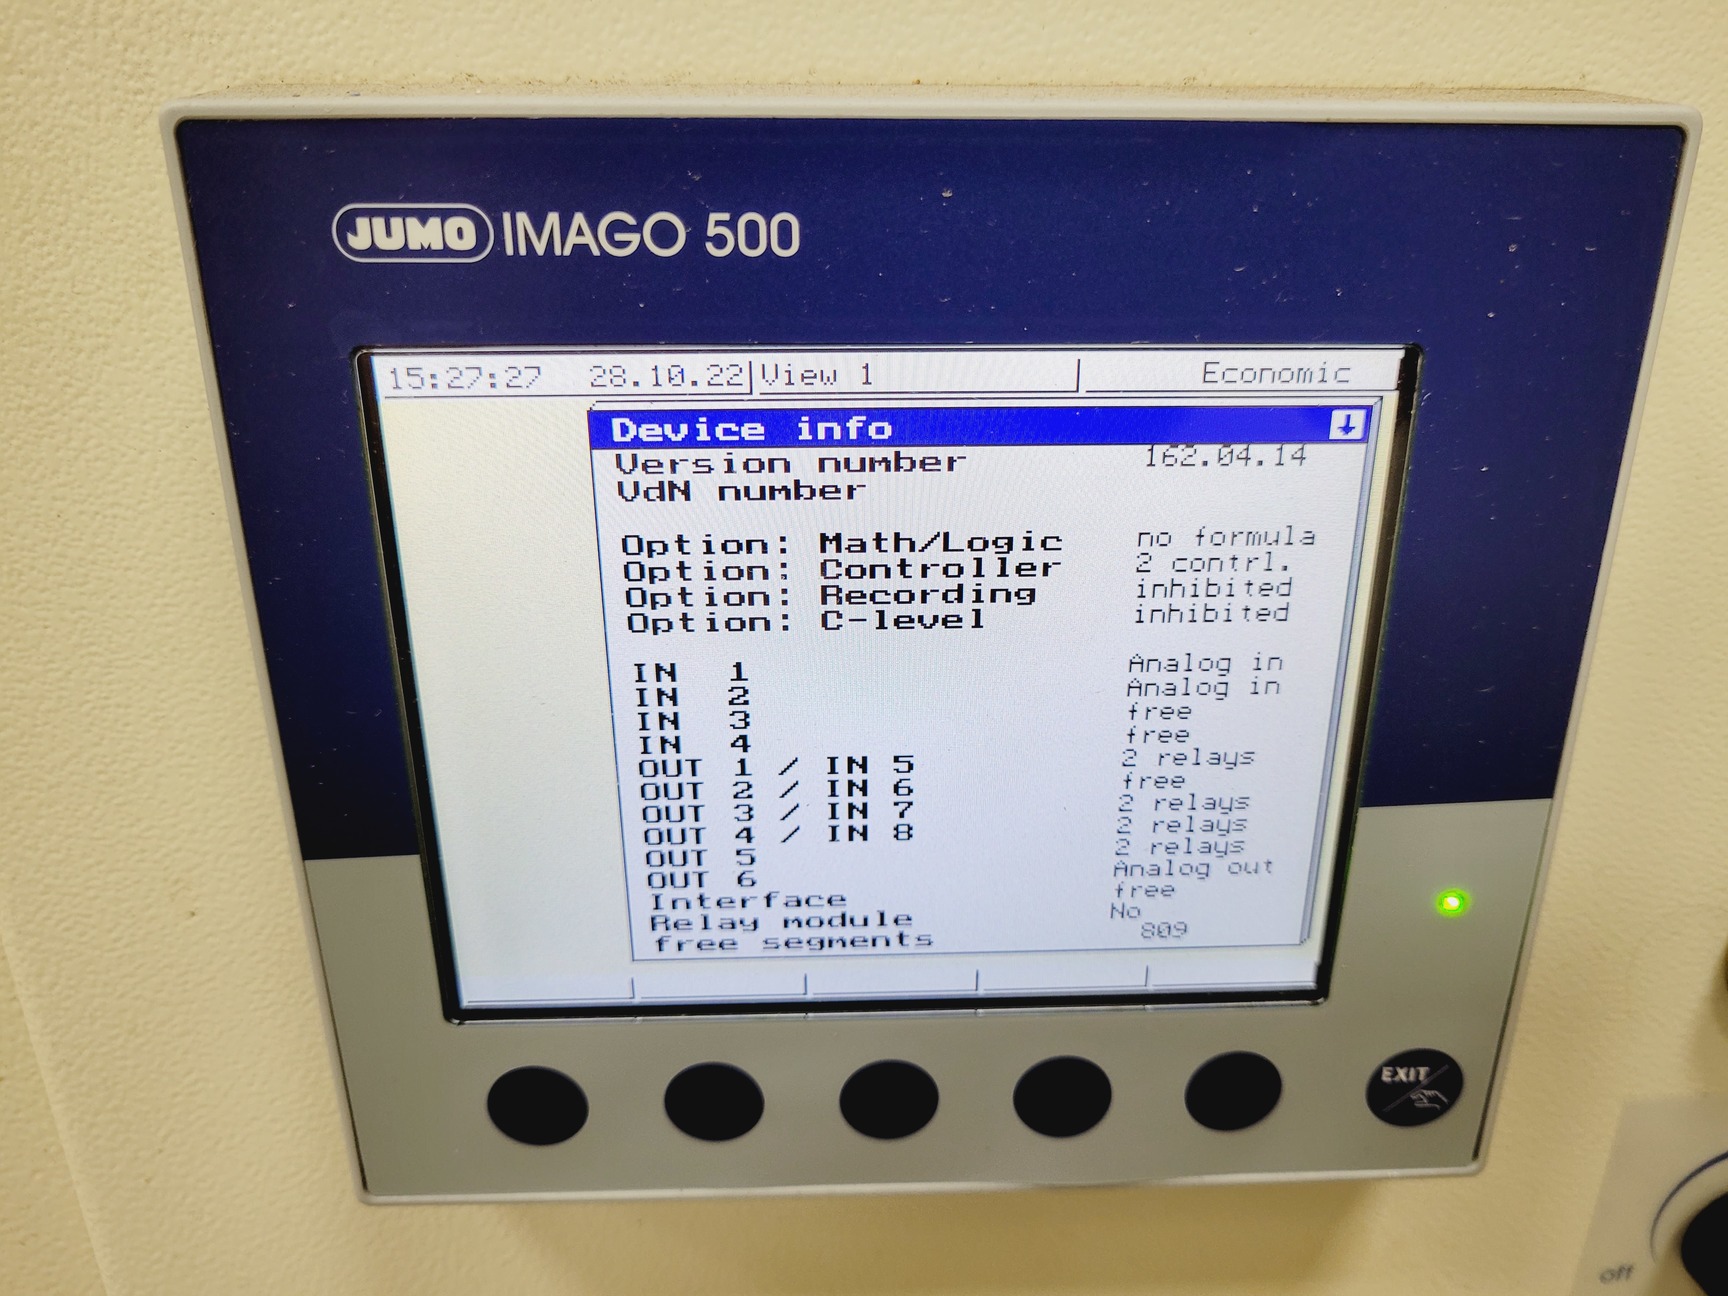 JUMO IMAGO 500
15:27:27 28.10.22 View 1 Economic
Device info
Version number 162.04.14
VdN number
Option: Math/Logic no formula
Option: Controller 2 contrl.
Option: Recording inhibited
Option: C-level inhibited
IN 1 Analog in
IN 2 Analog in
IN 3 free
IN 4 free
OUT 1 / IN 5 2 relays
OUT 2 / IN 6 free
OUT 3 / IN 7 2 relays
OUT 4 / IN 8 2 relays
OUT 5 2 relays
OUT 6 Analog out
Interface free
Relay module No
free segments 809
EXIT
off